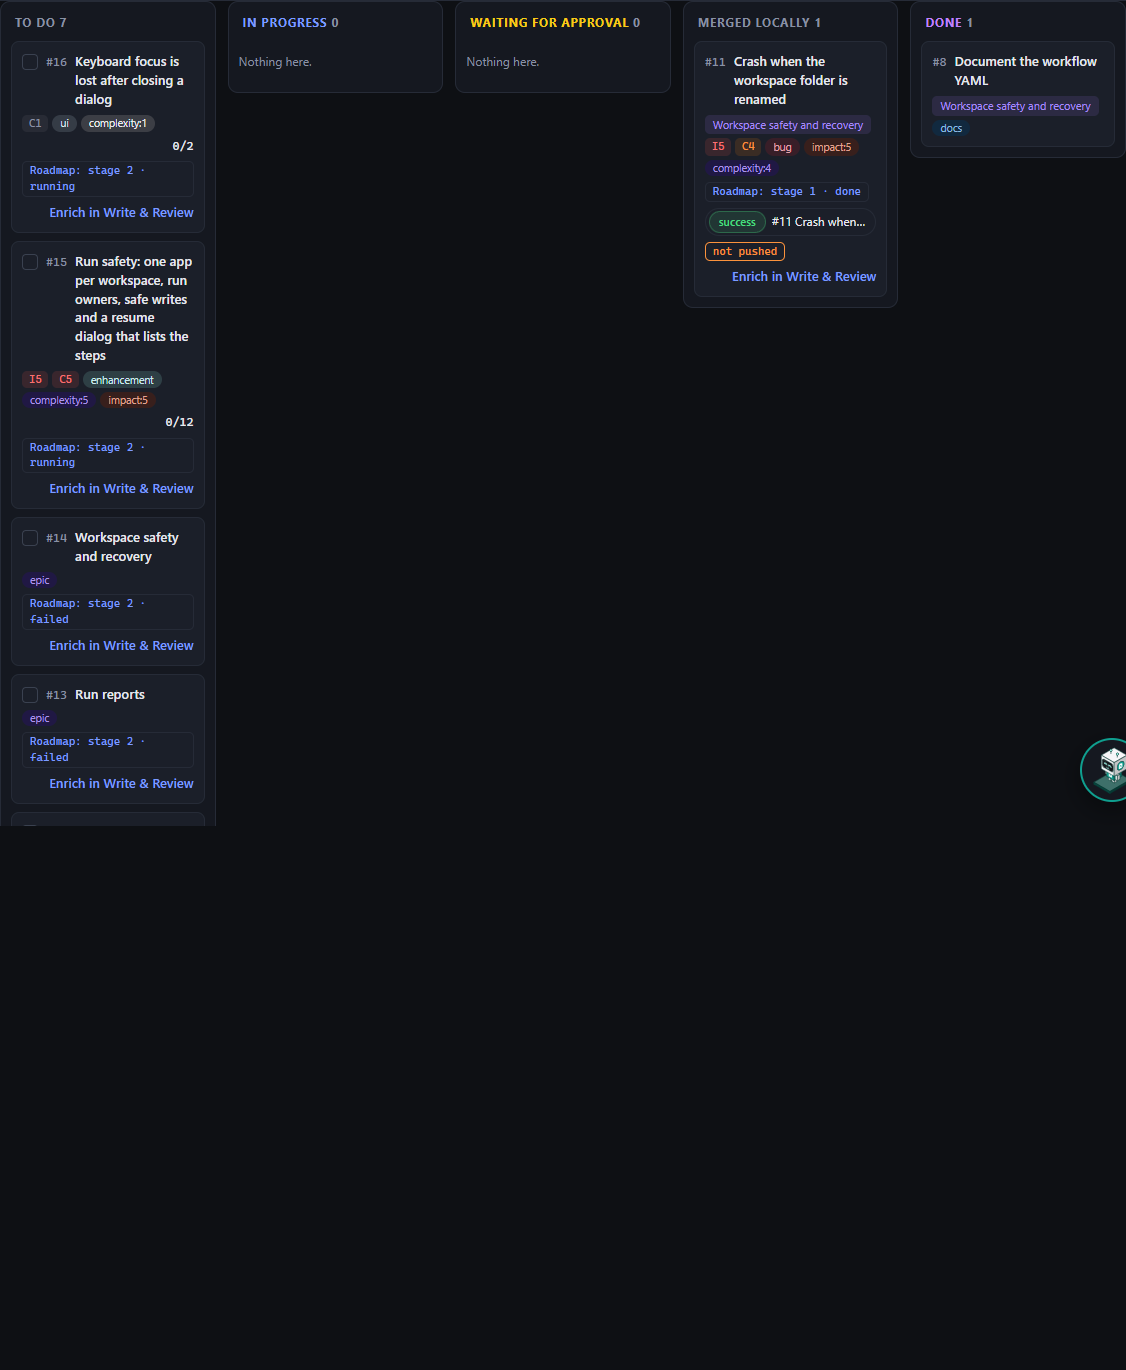 TO DO 7
#16 Keyboard focus is
lost after closing a
dialog
C1 ui complexity:1
0/2
Roadmap: stage 2 ·
running
Enrich in Write & Review
#15 Run safety: one app
per workspace, run
owners, safe writes
and a resume
dialog that lists the
steps
I5 C5 enhancement
complexity:5 impact:5
0/12
Roadmap: stage 2 ·
running
Enrich in Write & Review
#14 Workspace safety
and recovery
epic
Roadmap: stage 2 ·
failed
Enrich in Write & Review
#13 Run reports
epic
Roadmap: stage 2 ·
failed
Enrich in Write & Review
IN PROGRESS 0
Nothing here.
WAITING FOR APPROVAL 0
Nothing here.
MERGED LOCALLY 1
#11 Crash when the
workspace folder is
renamed
Workspace safety and recovery
I5 C4 bug impact:5
complexity:4
Roadmap: stage 1 · done
success #11 Crash when...
not pushed
Enrich in Write & Review
DONE 1
#8 Document the workflow
YAML
Workspace safety and recovery
docs